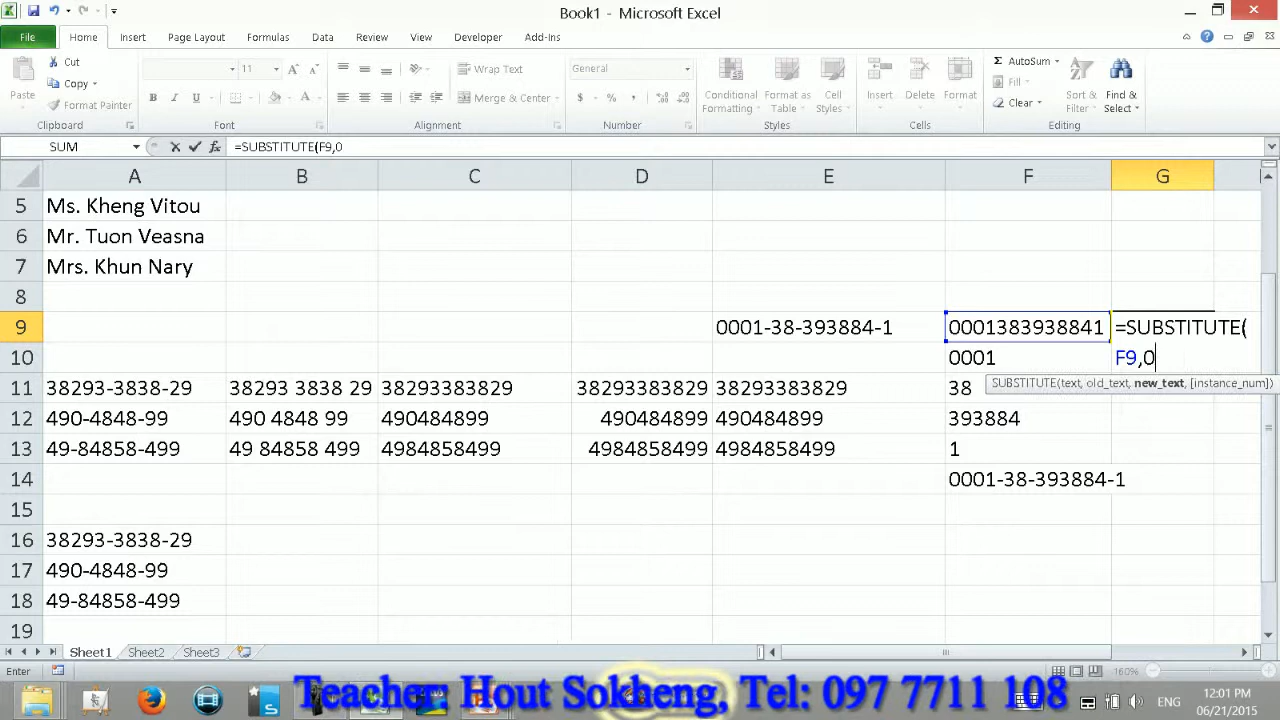 Book1 - Microsoft Excel
File Home Insert Page Layout Formulas Data Review View Developer Add-Ins
Paste
Cut
Copy
Format Painter
Clipboard
11
Font
Wrap Text
Merge & Center
Alignment
General
Number
Conditional Formatting
Format as Table
Cell Styles
Styles
Insert Delete Format
Cells
AutoSum
Fill
Clear
Sort & Filter
Find & Select
Editing
SUM =SUBSTITUTE(F9,0
A B C D E F G
5 Ms. Kheng Vitou
6 Mr. Tuon Veasna
7 Mrs. Khun Nary
8
9 0001-38-393884-1 0001383938841 =SUBSTITUTE(
10 0001 F9,0
SUBSTITUTE(text, old_text, new_text, [instance_num])
11 38293-3838-29 38293 3838 29 38293383829 38293383829 38293383829 38
12 490-4848-99 490 4848 99 490484899 490484899 490484899 393884
13 49-84858-499 49 84858 499 4984858499 4984858499 4984858499 1
14 0001-38-393884-1
15
16 38293-3838-29
17 490-4848-99
18 49-84858-499
19
Sheet1 Sheet2 Sheet3
Enter 160%
Teacher: Hout Sokheng, Tel: 097 7711 108
ENG
12:01 PM
06/21/2015